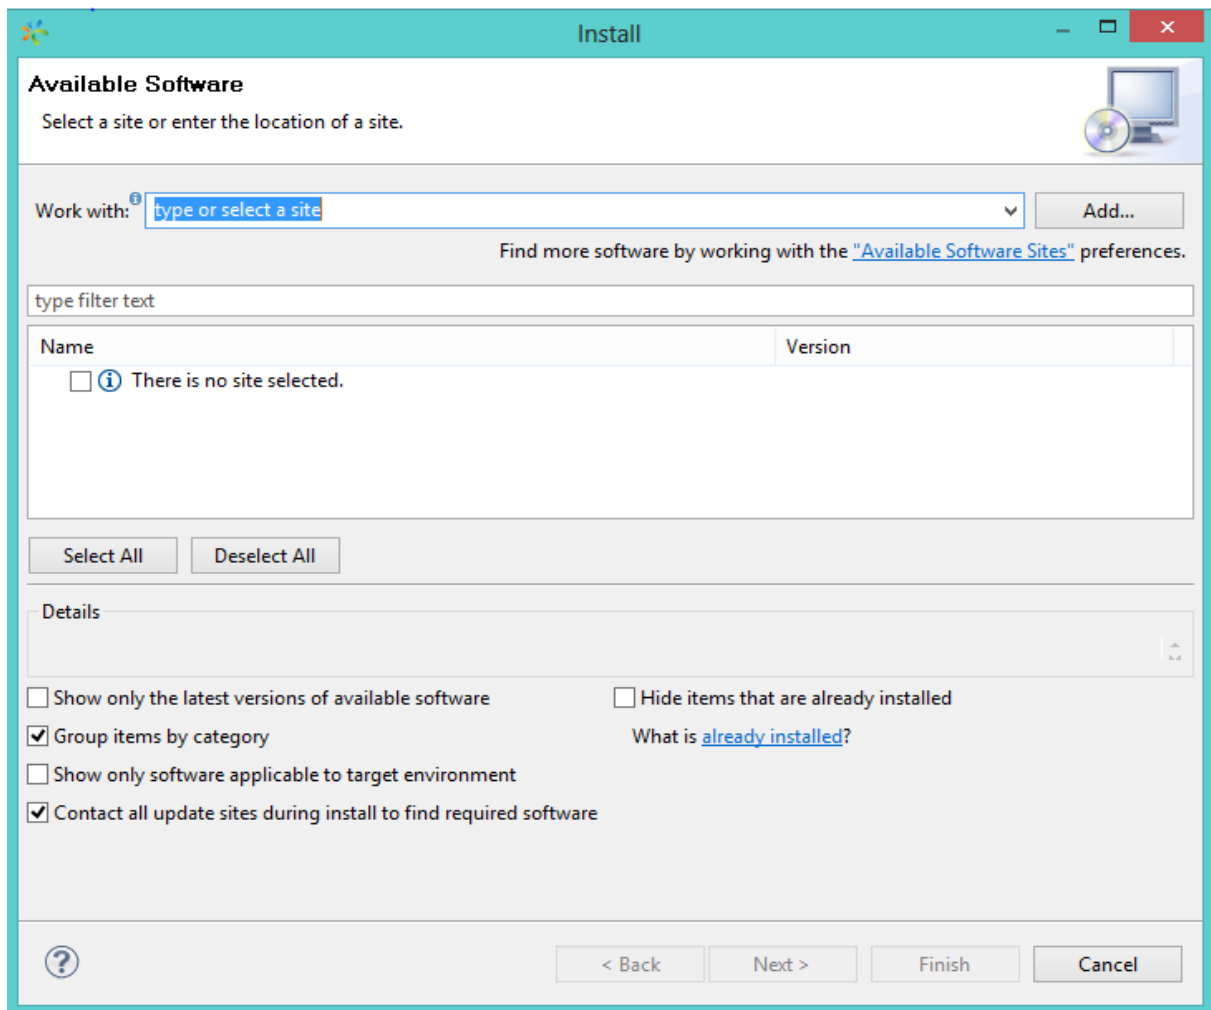 Install
Available Software
Select a site or enter the location of a site.
Work with: type or select a site Add...
Find more software by working with the "Available Software Sites" preferences.
type filter text
Name Version
There is no site selected.
Select All Deselect All
Details
Show only the latest versions of available software Hide items that are already installed
Group items by category What is already installed?
Show only software applicable to target environment
Contact all update sites during install to find required software
? < Back Next > Finish Cancel